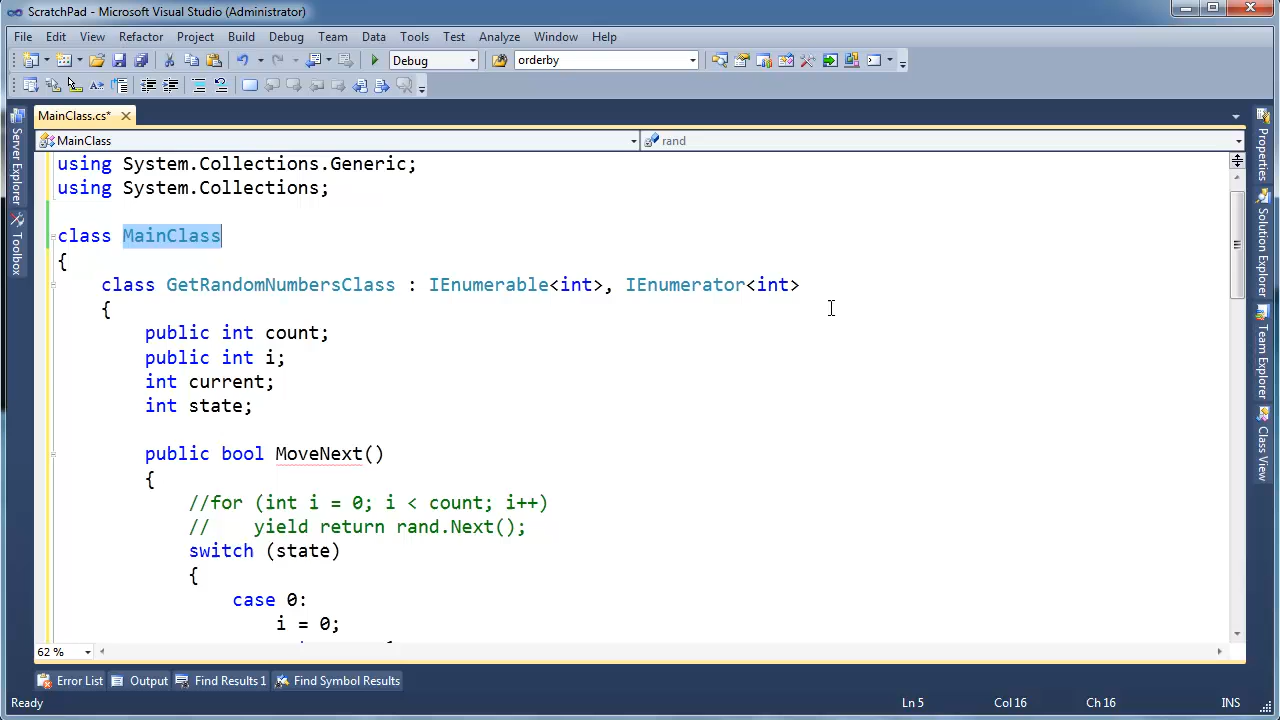 ScratchPad - Microsoft Visual Studio (Administrator)
File Edit View Refactor Project Build Debug Team Data Tools Test Analyze Window Help
Debug orderby
MainClass.cs*
MainClass rand
using System.Collections.Generic;
using System.Collections;
class MainClass
{
class GetRandomNumbersClass : IEnumerable<int>, IEnumerator<int>
{
public int count;
public int i;
int current;
int state;
public bool MoveNext()
{
//for (int i = 0; i < count; i++)
// yield return rand.Next();
switch (state)
{
case 0:
i = 0;
62 %
Error List Output Find Results 1 Find Symbol Results
Ready Ln 5 Col 16 Ch 16 INS
Server Explorer
Toolbox
Properties
Solution Explorer
Team Explorer
Class View